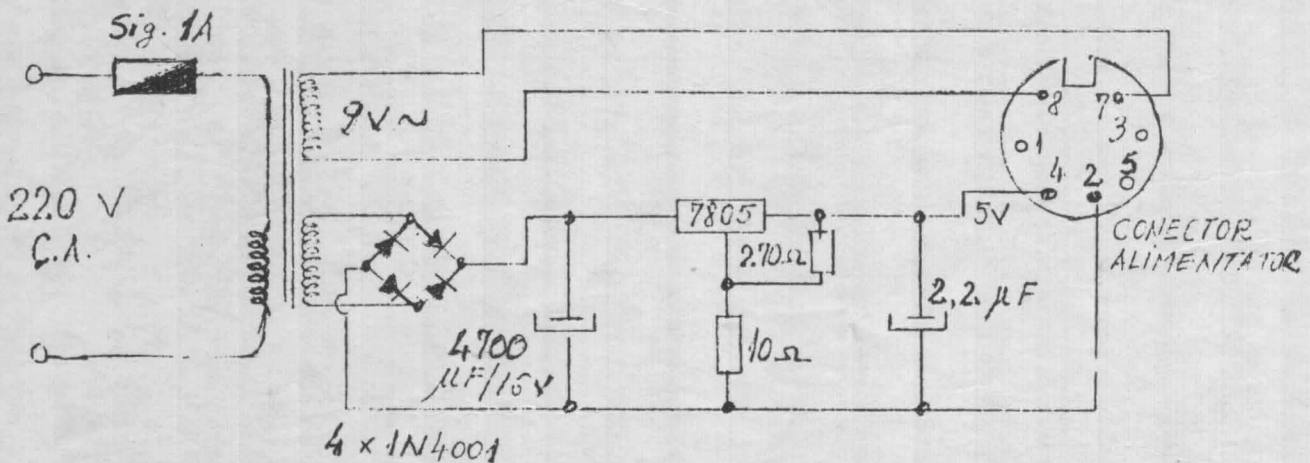 Sig. 1A
9V~
220 V
C.A.
8
7
1
3
4
2
5
7805
5V
CONECTOR
ALIMENTATOR
270Ω
2,2 µF
10Ω
4700
µF/16V
4 x 1N4001